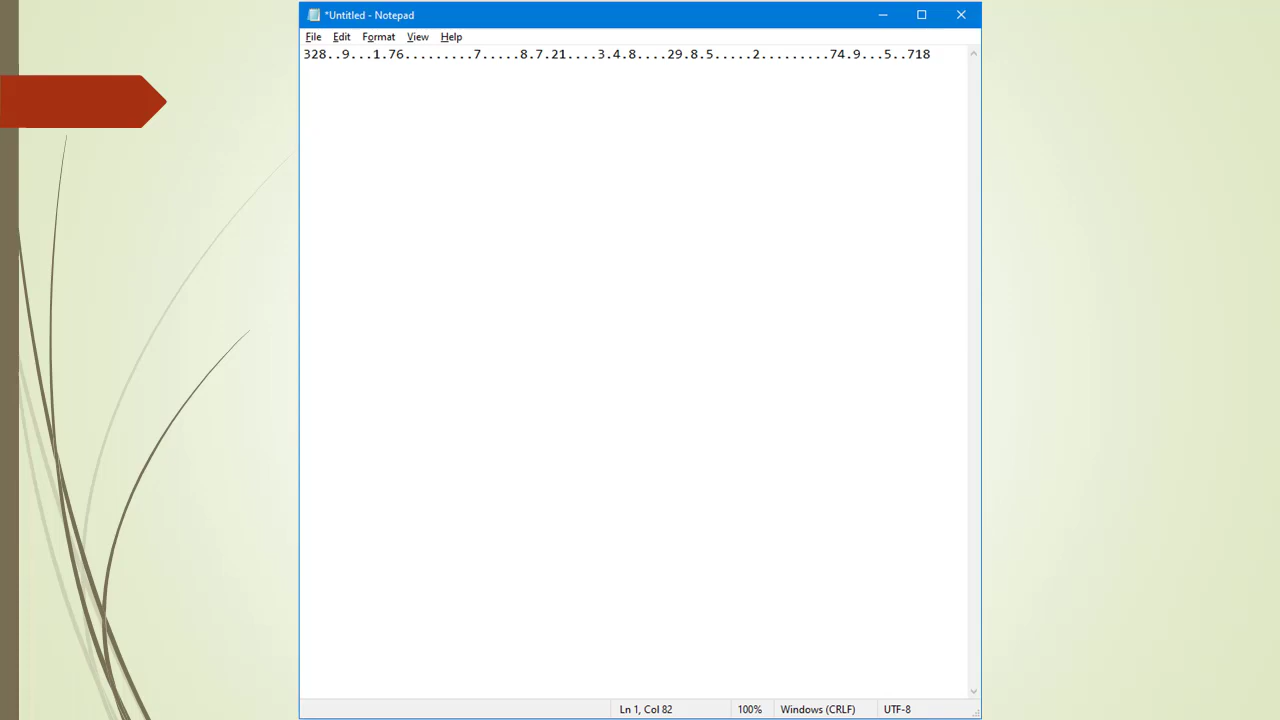 *Untitled - Notepad
File Edit Format View Help
328..9...1.76.........7.....8.7.21....3.4.8....29.8.5.....2.........74.9...5..718
Ln 1, Col 82 100% Windows (CRLF) UTF-8